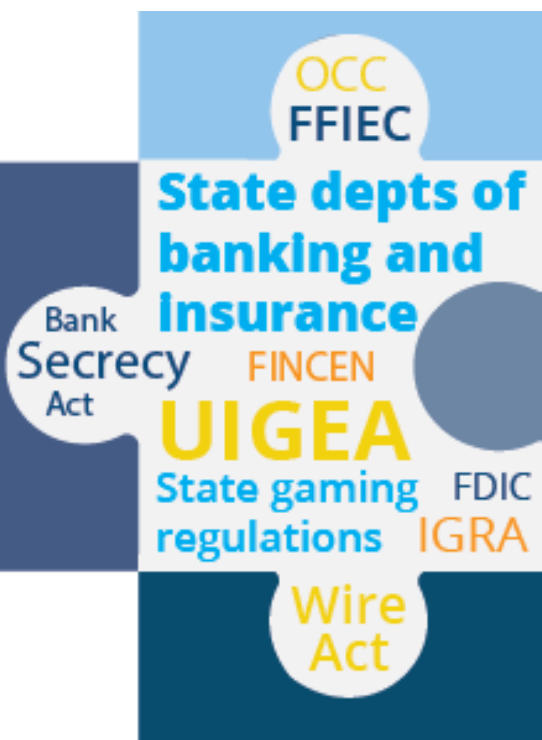 OCC
FFIEC
State depts of
banking and
insurance
Bank
Secrecy
Act
FINCEN
UIGEA
State gaming
regulations
FDIC
IGRA
Wire
Act